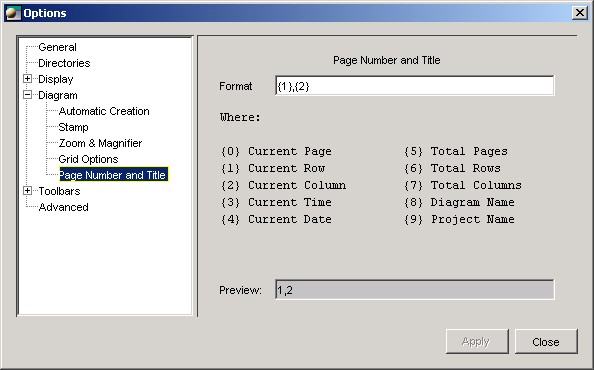 Options
General
Directories
Display
Diagram
Automatic Creation
Stamp
Zoom & Magnifier
Grid Options
Page Number and Title
Toolbars
Advanced
Page Number and Title
Format {1},{2}
Where:
{0} Current Page {5} Total Pages
{1} Current Row {6} Total Rows
{2} Current Column {7} Total Columns
{3} Current Time {8} Diagram Name
{4} Current Date {9} Project Name
Preview: 1,2
Apply Close